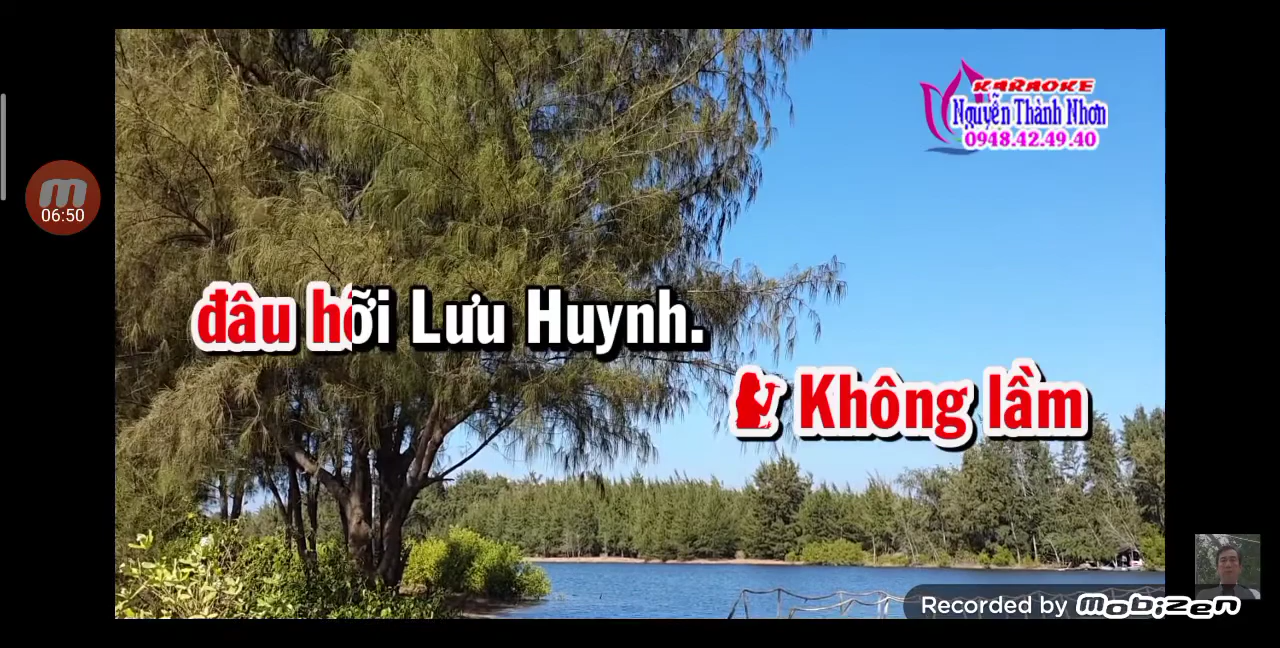 KARAOKE
Nguyễn Thành Nhơn
0948.42.49.40
06:50
đâu hỡi Lưu Huynh.
Không lầm
Recorded by mobizen